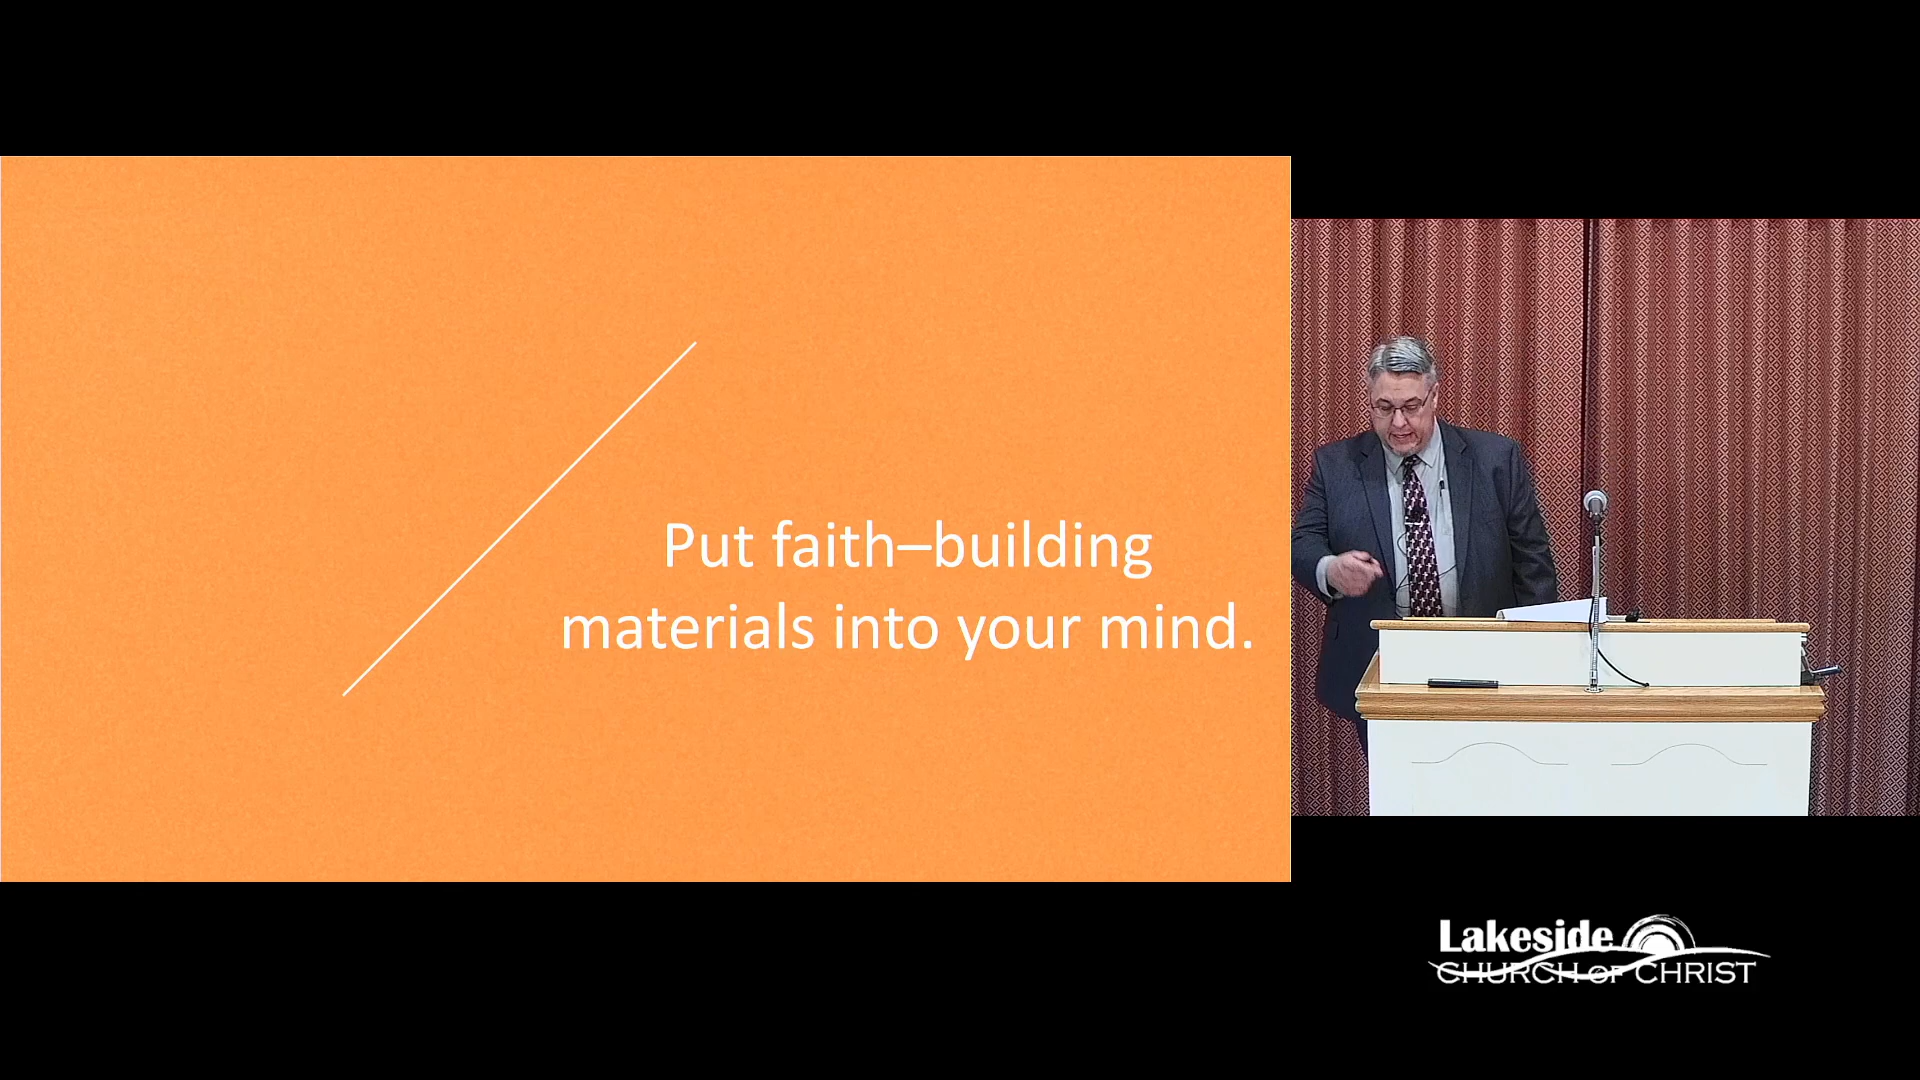 Put faith–building
materials into your mind.
Lakeside
CHURCH OF CHRIST